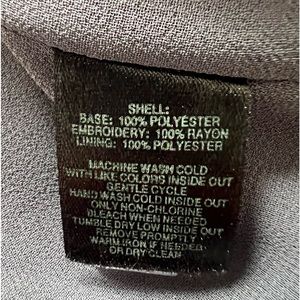 SHELL:
BASE: 100% POLYESTER
EMBROIDERY: 100% RAYON
LINING: 100% POLYESTER
MACHINE WASH COLD
WITH LIKE COLORS INSIDE OUT
GENTLE CYCLE
HAND WASH COLD INSIDE OUT
ONLY NON-CHLORINE
BLEACH WHEN NEEDED
TUMBLE DRY LOW INSIDE OUT
REMOVE PROMPTLY
WARM IRON IF NEEDED
OR DRY CLEAN